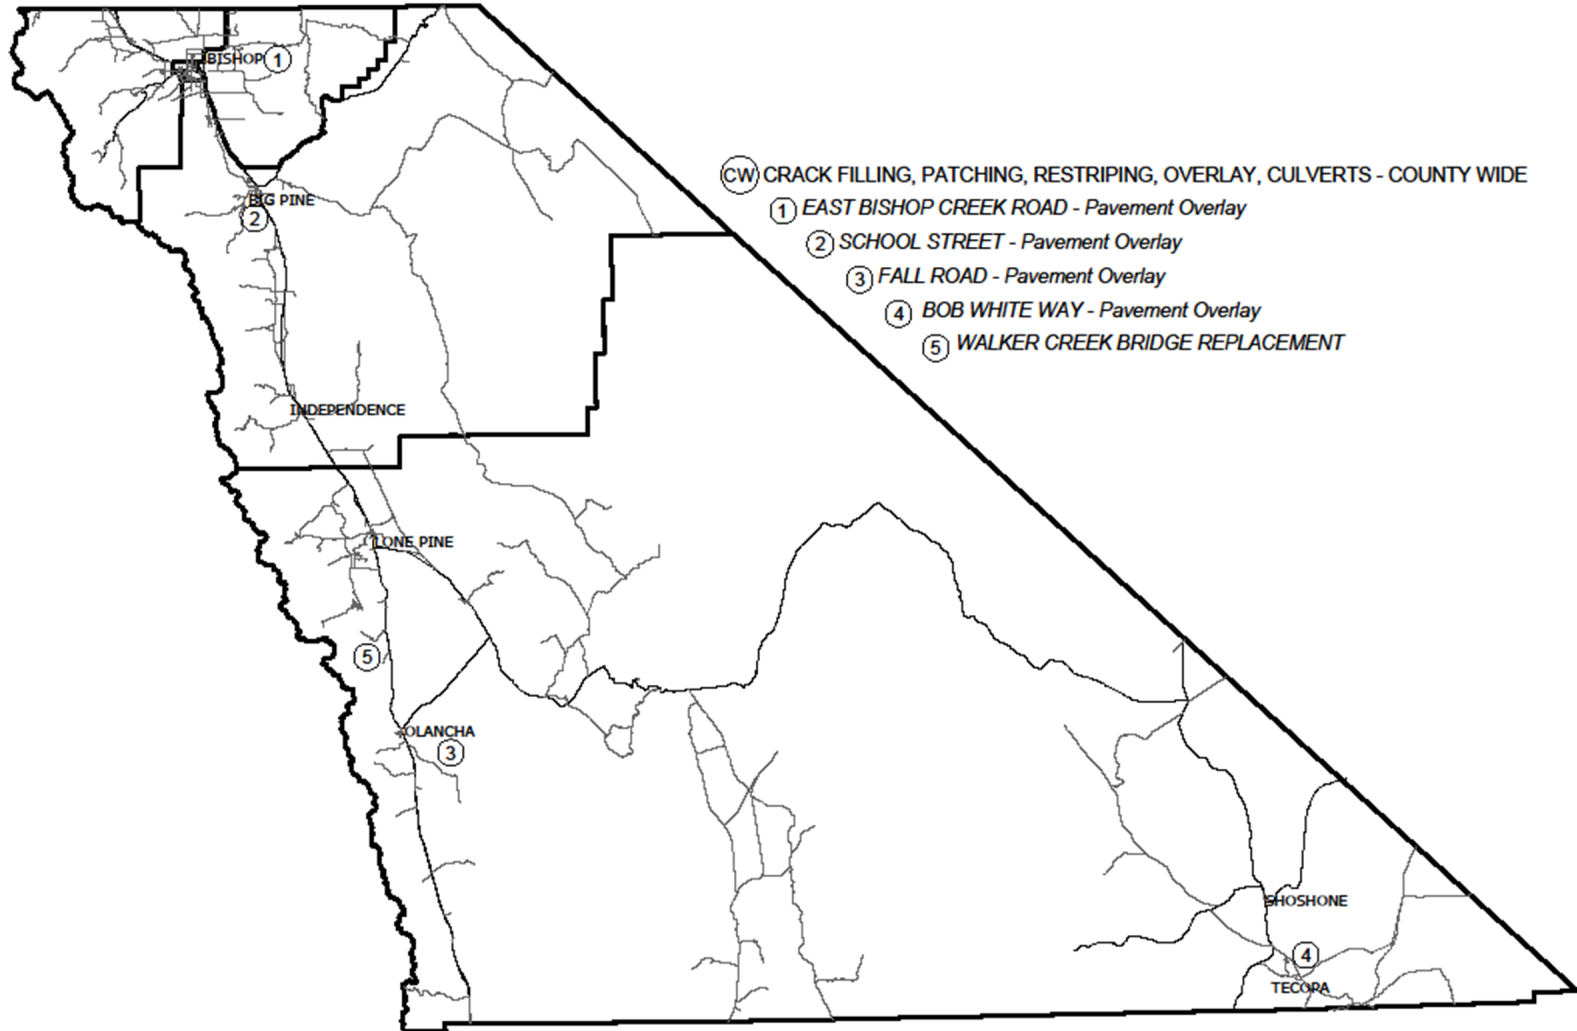 BISHOP 1
CW CRACK FILLING, PATCHING, RESTRIPING, OVERLAY, CULVERTS - COUNTY WIDE
BIG PINE
1 EAST BISHOP CREEK ROAD - Pavement Overlay
2
2 SCHOOL STREET - Pavement Overlay
3 FALL ROAD - Pavement Overlay
4 BOB WHITE WAY - Pavement Overlay
5 WALKER CREEK BRIDGE REPLACEMENT
INDEPENDENCE
LONE PINE
5
OLANCHA
3
SHOSHONE
4
TECOPA